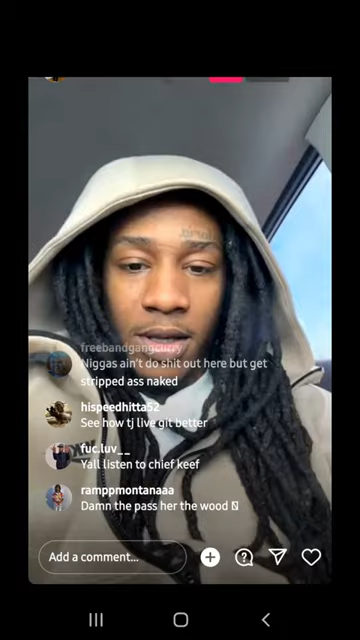 freebandgangcurry
Niggas ain't do shit out here but get
stripped ass naked
hispeedhitta52
See how tj live git better
fuc.luv__
Yall listen to chief keef
ramppmontanaaa
Damn the pass her the wood
Add a comment...